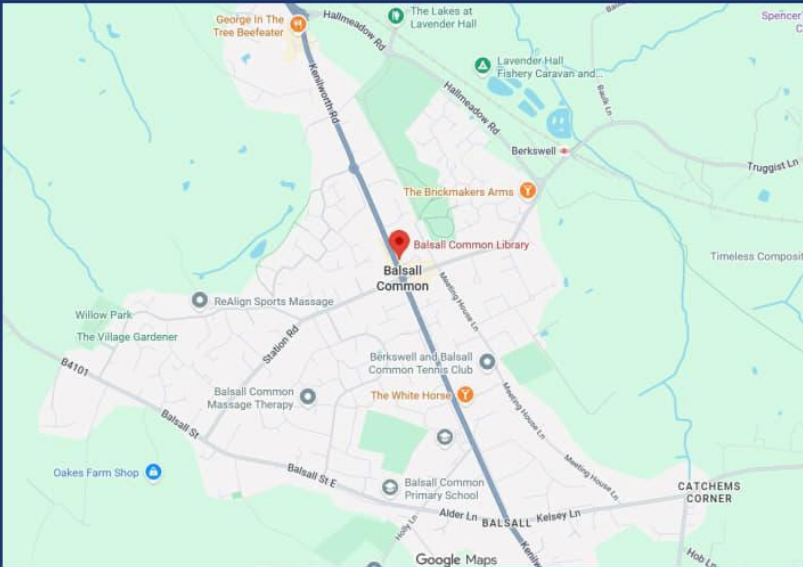 George In The
Tree Beefeater
The Lakes at
Lavender Hall
Hallmeadow Rd
Spencer's
Lavender Hall
Fishery Caravan and...
Kenilworth Rd
Hallmeadow Rd
Baulk Ln
Berkswell
Truggist Ln
The Brickmakers Arms
Balsall Common Library
Balsall
Common
Timeless Composit
ReAlign Sports Massage
Meeting House Ln
Willow Park
The Village Gardener
Station Rd
B4101
Berkswell and Balsall
Common Tennis Club
Balsall Common
Massage Therapy
The White Horse
Meeting House Ln
Balsall St
Oakes Farm Shop
Balsall St E
Meeting House Ln
Balsall Common
Primary School
CATCHEMS
CORNER
Alder Ln
BALSALL
Kelsey Ln
Holly Ln
Kenilw
Hob Ln
Google Maps